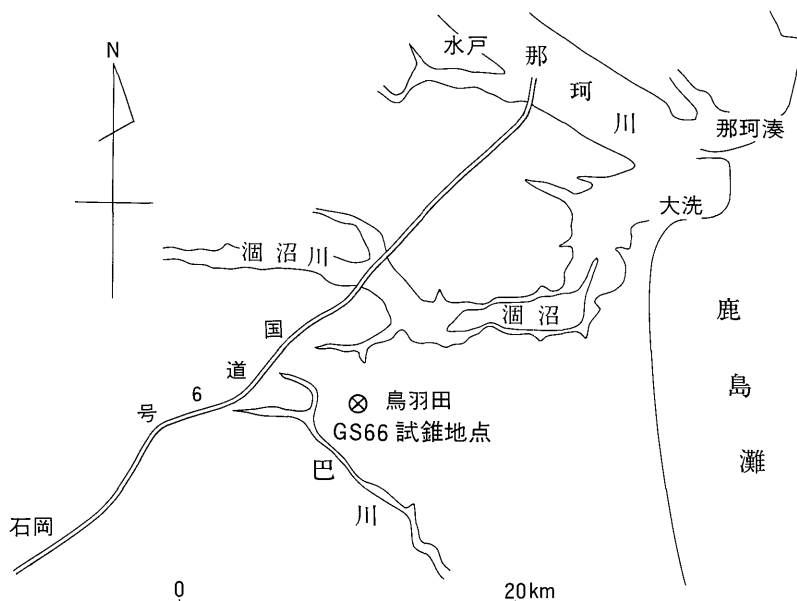 N
水戸
那珂川
那珂湊
大洗
涸沼川
涸沼
鹿島灘
国道6号
鳥羽田
GS66 試錐地点
巴川
石岡
0
20km